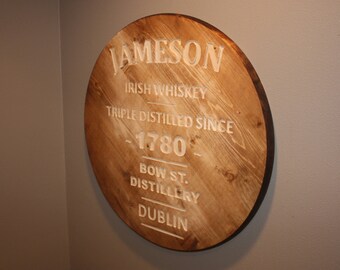 JAMESON
IRISH WHISKEY
TRIPLE DISTILLED SINCE
- 1780 -
BOW ST.
DISTILLERY
DUBLIN